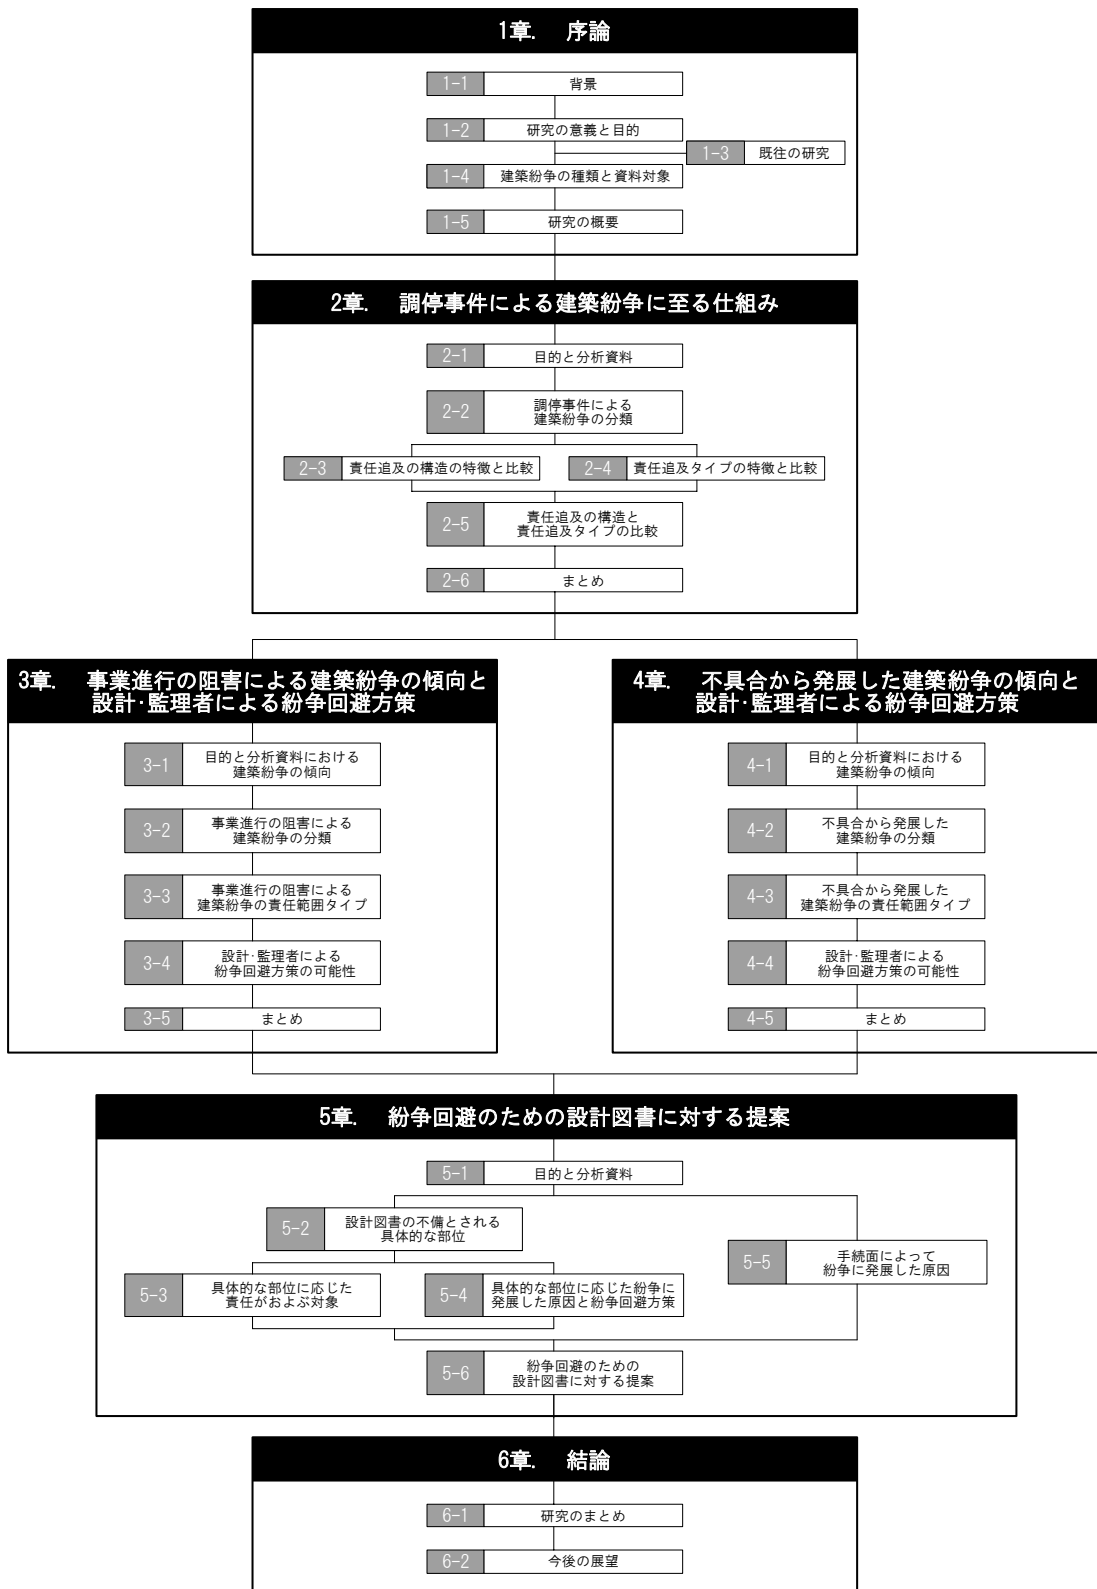 1章. 序論
1-1 背景
1-2 研究の意義と目的
1-3 既往の研究
1-4 建築紛争の種類と資料対象
1-5 研究の概要
2章. 調停事件による建築紛争に至る仕組み
2-1 目的と分析資料
2-2 調停事件による
建築紛争の分類
2-3 責任追及の構造の特徴と比較
2-4 責任追及タイプの特徴と比較
2-5 責任追及の構造と
責任追及タイプの比較
2-6 まとめ
3章. 事業進行の阻害による建築紛争の傾向と
設計・監理者による紛争回避方策
3-1 目的と分析資料における
建築紛争の傾向
3-2 事業進行の阻害による
建築紛争の分類
3-3 事業進行の阻害による
建築紛争の責任範囲タイプ
3-4 設計・監理者による
紛争回避方策の可能性
3-5 まとめ
4章. 不具合から発展した建築紛争の傾向と
設計・監理者による紛争回避方策
4-1 目的と分析資料における
建築紛争の傾向
4-2 不具合から発展した
建築紛争の分類
4-3 不具合から発展した
建築紛争の責任範囲タイプ
4-4 設計・監理者による
紛争回避方策の可能性
4-5 まとめ
5章. 紛争回避のための設計図書に対する提案
5-1 目的と分析資料
5-2 設計図書の不備とされる
具体的な部位
5-3 具体的な部位に応じた
責任がおよぶ対象
5-4 具体的な部位に応じた紛争に
発展した原因と紛争回避方策
5-5 手続面によって
紛争に発展した原因
5-6 紛争回避のための
設計図書に対する提案
6章. 結論
6-1 研究のまとめ
6-2 今後の展望